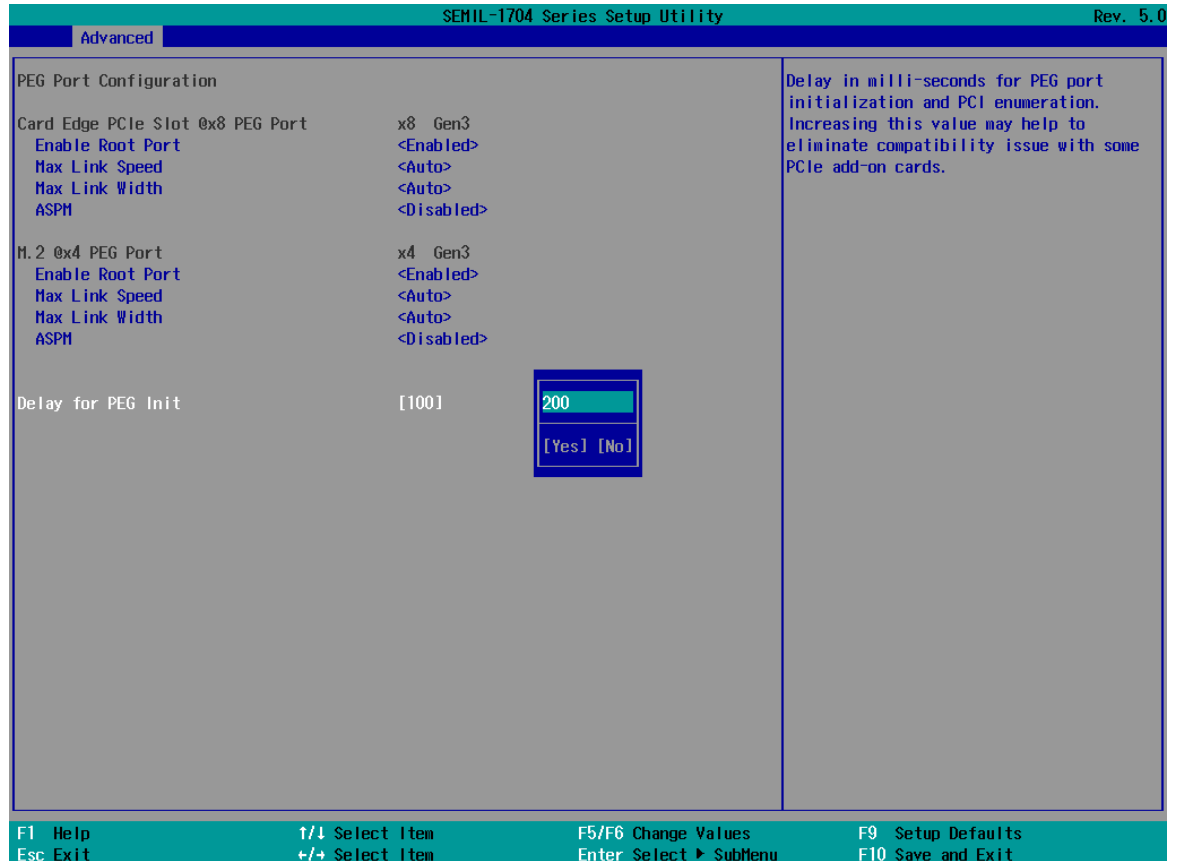 SEMIL-1704 Series Setup Utility Rev. 5.0
Advanced
PEG Port Configuration
Card Edge PCIe Slot @x8 PEG Port x8 Gen3
Enable Root Port <Enabled>
Max Link Speed <Auto>
Max Link Width <Auto>
ASPM <Disabled>
M.2 @x4 PEG Port x4 Gen3
Enable Root Port <Enabled>
Max Link Speed <Auto>
Max Link Width <Auto>
ASPM <Disabled>
Delay for PEG Init [100]
200
[Yes] [No]
Delay in milli-seconds for PEG port
initialization and PCI enumeration.
Increasing this value may help to
eliminate compatibility issue with some
PCIe add-on cards.
F1 Help ↑/↓ Select Item F5/F6 Change Values F9 Setup Defaults
Esc Exit ←/→ Select Item Enter Select ▶ SubMenu F10 Save and Exit